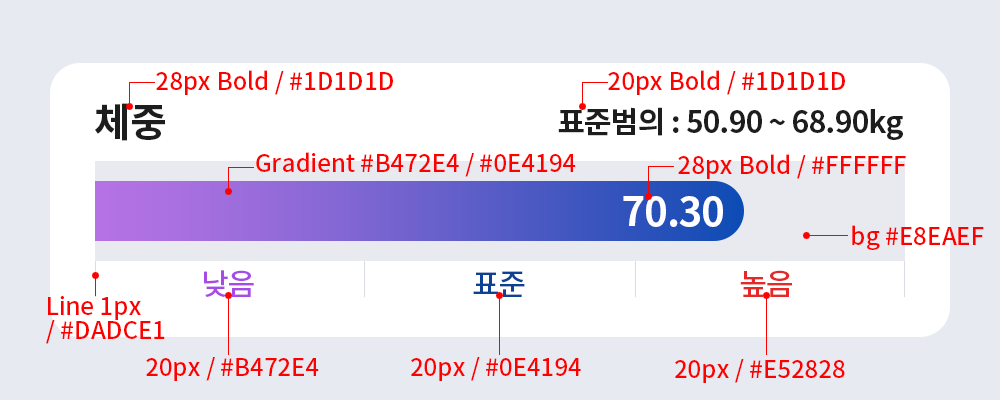 28px Bold / #1D1D1D
20px Bold / #1D1D1D
체중
표준범의 : 50.90 ~ 68.90kg
Gradient #B472E4 / #0E4194
28px Bold / #FFFFFF
70.30
bg #E8EAEF
낮음
표준
높음
Line 1px
/ #DADCE1
20px / #B472E4
20px / #0E4194
20px / #E52828